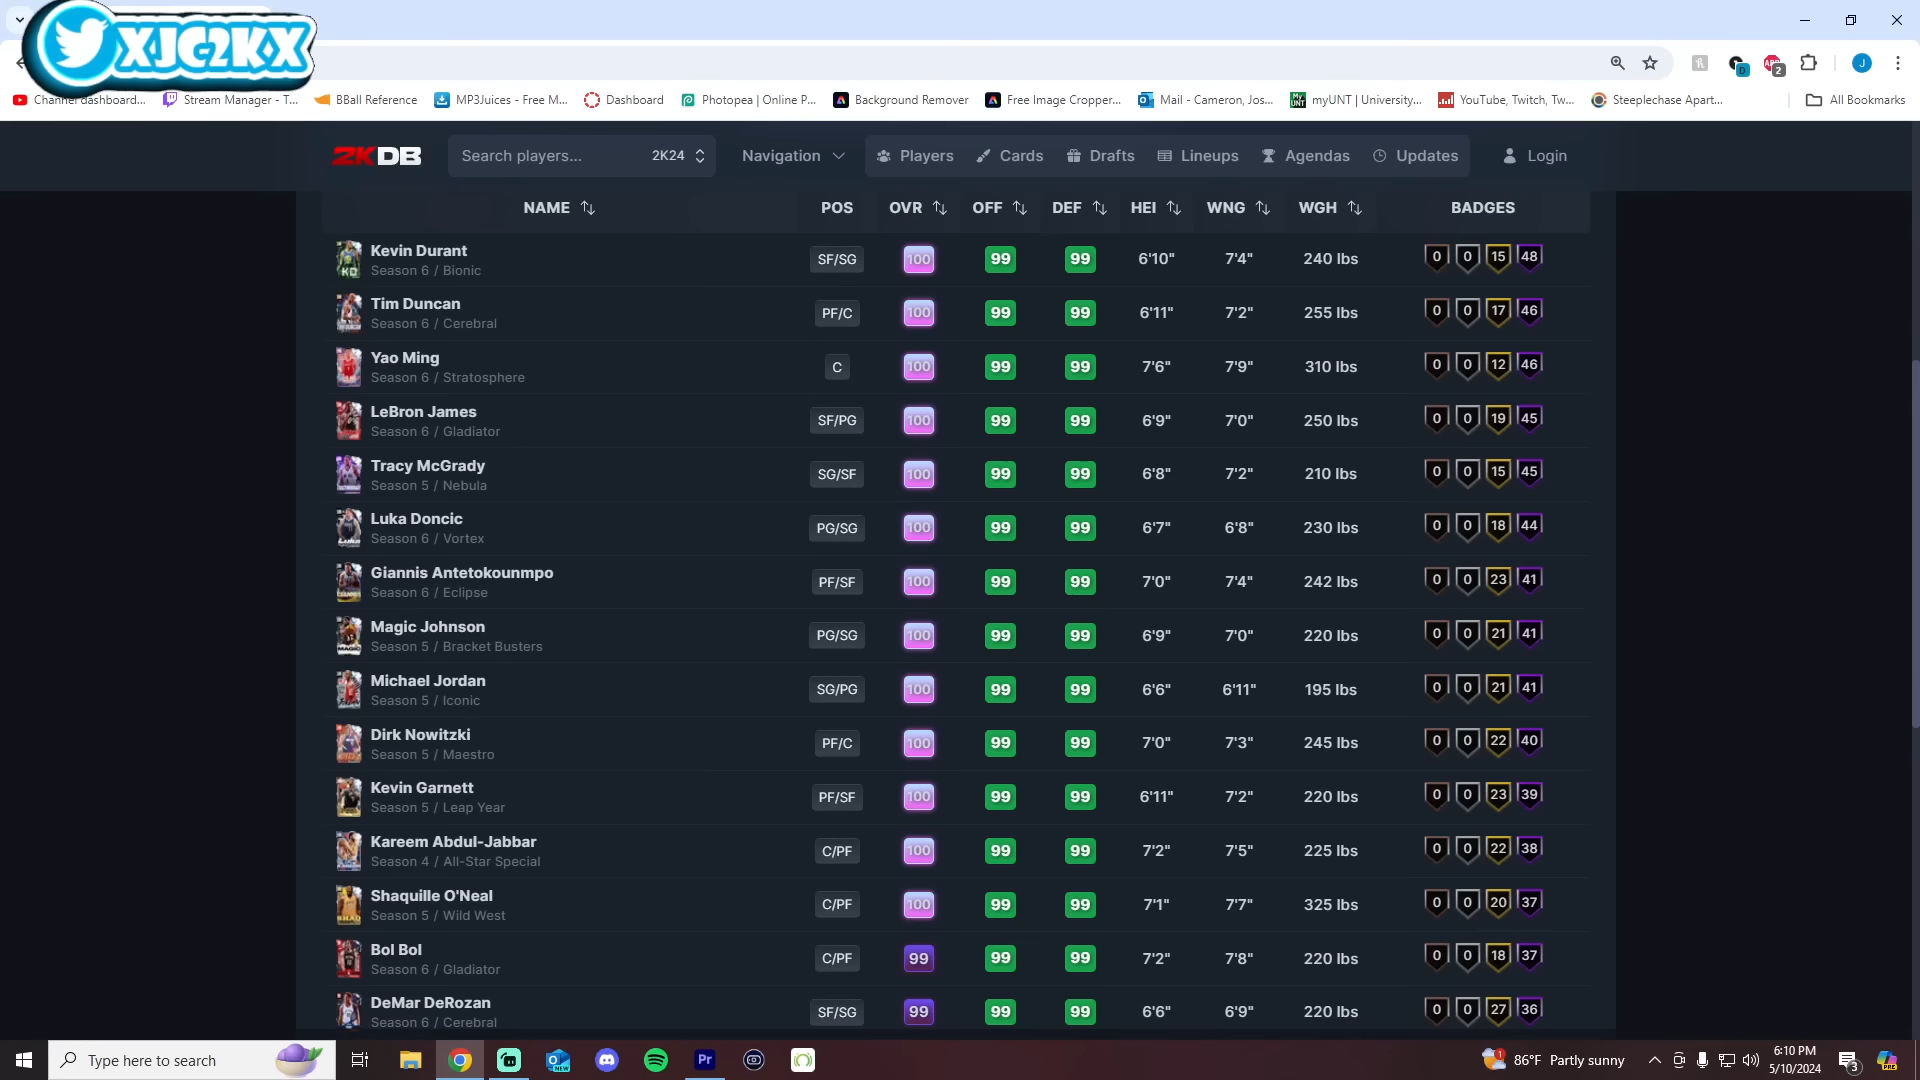 XJC2KX
Channel dashboard...
Stream Manager - T...
BBall Reference
MP3Juices - Free M...
Dashboard
Photopea | Online P...
Background Remover
Free Image Cropper...
Mail - Cameron, Jos...
myUNT | University...
YouTube, Twitch, Tw...
Steeplechase Apart...
All Bookmarks
2KDB
Search players...
2K24
Navigation
Players
Cards
Drafts
Lineups
Agendas
Updates
Login
NAME POS OVR OFF DEF HEI WNG WGH BADGES
Kevin Durant
Season 6 / Bionic
SF/SG 100 99 99 6'10" 7'4" 240 lbs 0 0 15 48
Tim Duncan
Season 6 / Cerebral
PF/C 100 99 99 6'11" 7'2" 255 lbs 0 0 17 46
Yao Ming
Season 6 / Stratosphere
C 100 99 99 7'6" 7'9" 310 lbs 0 0 12 46
LeBron James
Season 6 / Gladiator
SF/PG 100 99 99 6'9" 7'0" 250 lbs 0 0 19 45
Tracy McGrady
Season 5 / Nebula
SG/SF 100 99 99 6'8" 7'2" 210 lbs 0 0 15 45
Luka Doncic
Season 6 / Vortex
PG/SG 100 99 99 6'7" 6'8" 230 lbs 0 0 18 44
Giannis Antetokounmpo
Season 6 / Eclipse
PF/SF 100 99 99 7'0" 7'4" 242 lbs 0 0 23 41
Magic Johnson
Season 5 / Bracket Busters
PG/SG 100 99 99 6'9" 7'0" 220 lbs 0 0 21 41
Michael Jordan
Season 5 / Iconic
SG/PG 100 99 99 6'6" 6'11" 195 lbs 0 0 21 41
Dirk Nowitzki
Season 5 / Maestro
PF/C 100 99 99 7'0" 7'3" 245 lbs 0 0 22 40
Kevin Garnett
Season 5 / Leap Year
PF/SF 100 99 99 6'11" 7'2" 220 lbs 0 0 23 39
Kareem Abdul-Jabbar
Season 4 / All-Star Special
C/PF 100 99 99 7'2" 7'5" 225 lbs 0 0 22 38
Shaquille O'Neal
Season 5 / Wild West
C/PF 100 99 99 7'1" 7'7" 325 lbs 0 0 20 37
Bol Bol
Season 6 / Gladiator
C/PF 99 99 99 7'2" 7'8" 220 lbs 0 0 18 37
DeMar DeRozan
Season 6 / Cerebral
SF/SG 99 99 99 6'6" 6'9" 220 lbs 0 0 27 36
Type here to search
86°F Partly sunny
6:10 PM
5/10/2024